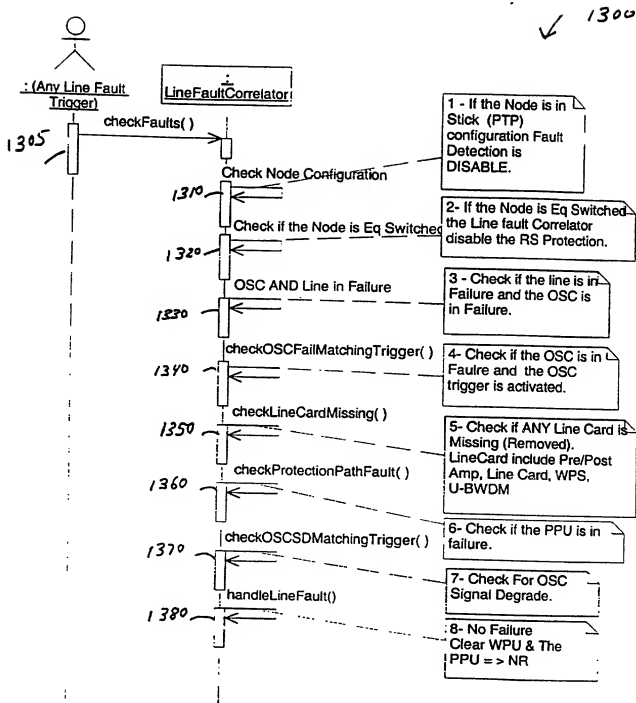 1300
: (Any Line Fault
Trigger)
:
LineFaultCorrelator
checkFaults( )
1305
1 - If the Node is in
Stick (PTP)
configuration Fault
Detection is
DISABLE.
Check Node Configuration
1310
Check if the Node is Eq Switched
1320
2- If the Node is Eq Switched
the Line fault Correlator
disable the RS Protection.
OSC AND Line in Failure
1330
3 - Check if the line is in
Failure and the OSC is
in Failure.
checkOSCFailMatchingTrigger( )
1340
4- Check if the OSC is in
Faulre and the OSC
trigger is activated.
checkLineCardMissing( )
1350
5- Check if ANY Line Card is
Missing (Removed).
LineCard include Pre/Post
Amp, Line Card, WPS,
U-BWDM
checkProtectionPathFault( )
1360
6- Check if the PPU is in
failure.
checkOSCSDMatchingTrigger( )
1370
7- Check For OSC
Signal Degrade.
handleLineFault()
1380
8- No Failure
Clear WPU & The
PPU = > NR